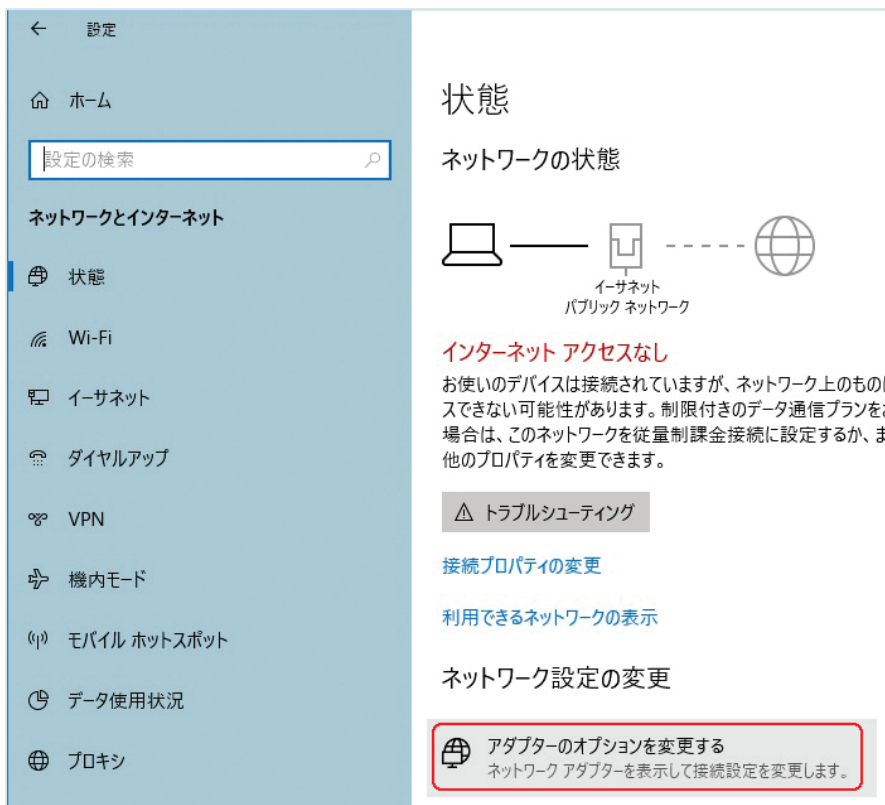 設定
ホーム
設定の検索
ネットワークとインターネット
状態
Wi-Fi
イーサネット
ダイヤルアップ
VPN
機内モード
モバイル ホットスポット
データ使用状況
プロキシ
状態
ネットワークの状態
イーサネット
パブリック ネットワーク
インターネット アクセスなし
お使いのデバイスは接続されていますが、ネットワーク上のもの
スできない可能性があります。制限付きのデータ通信プランを
場合は、このネットワークを従量制課金接続に設定するか、ま
他のプロパティを変更できます。
トラブルシューティング
接続プロパティの変更
利用できるネットワークの表示
ネットワーク設定の変更
アダプターのオプションを変更する
ネットワーク アダプターを表示して接続設定を変更します。